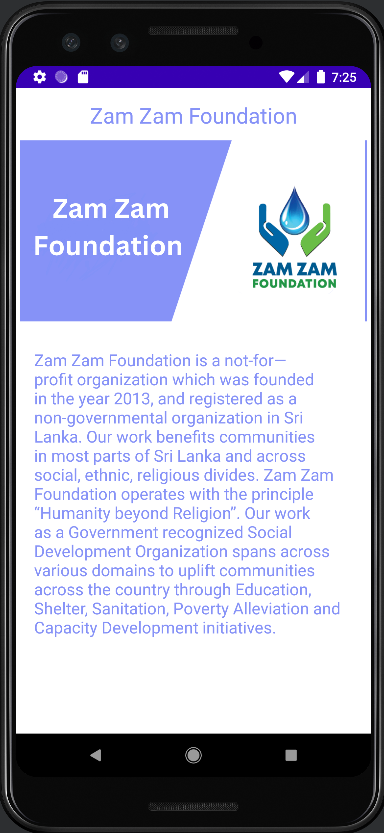 7:25
Zam Zam Foundation
Zam Zam
Foundation
ZAM ZAM
FOUNDATION
Zam Zam Foundation is a not-for—
profit organization which was founded
in the year 2013, and registered as a
non-governmental organization in Sri
Lanka. Our work benefits communities
in most parts of Sri Lanka and across
social, ethnic, religious divides. Zam Zam
Foundation operates with the principle
“Humanity beyond Religion”. Our work
as a Government recognized Social
Development Organization spans across
various domains to uplift communities
across the country through Education,
Shelter, Sanitation, Poverty Alleviation and
Capacity Development initiatives.